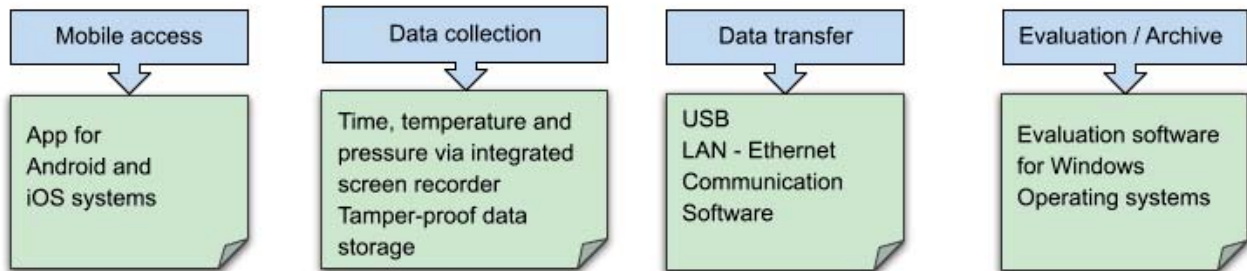 Mobile access
App for
Android and
iOS systems
Data collection
Time, temperature and
pressure via integrated
screen recorder
Tamper-proof data
storage
Data transfer
USB
LAN - Ethernet
Communication
Software
Evaluation / Archive
Evaluation software
for Windows
Operating systems